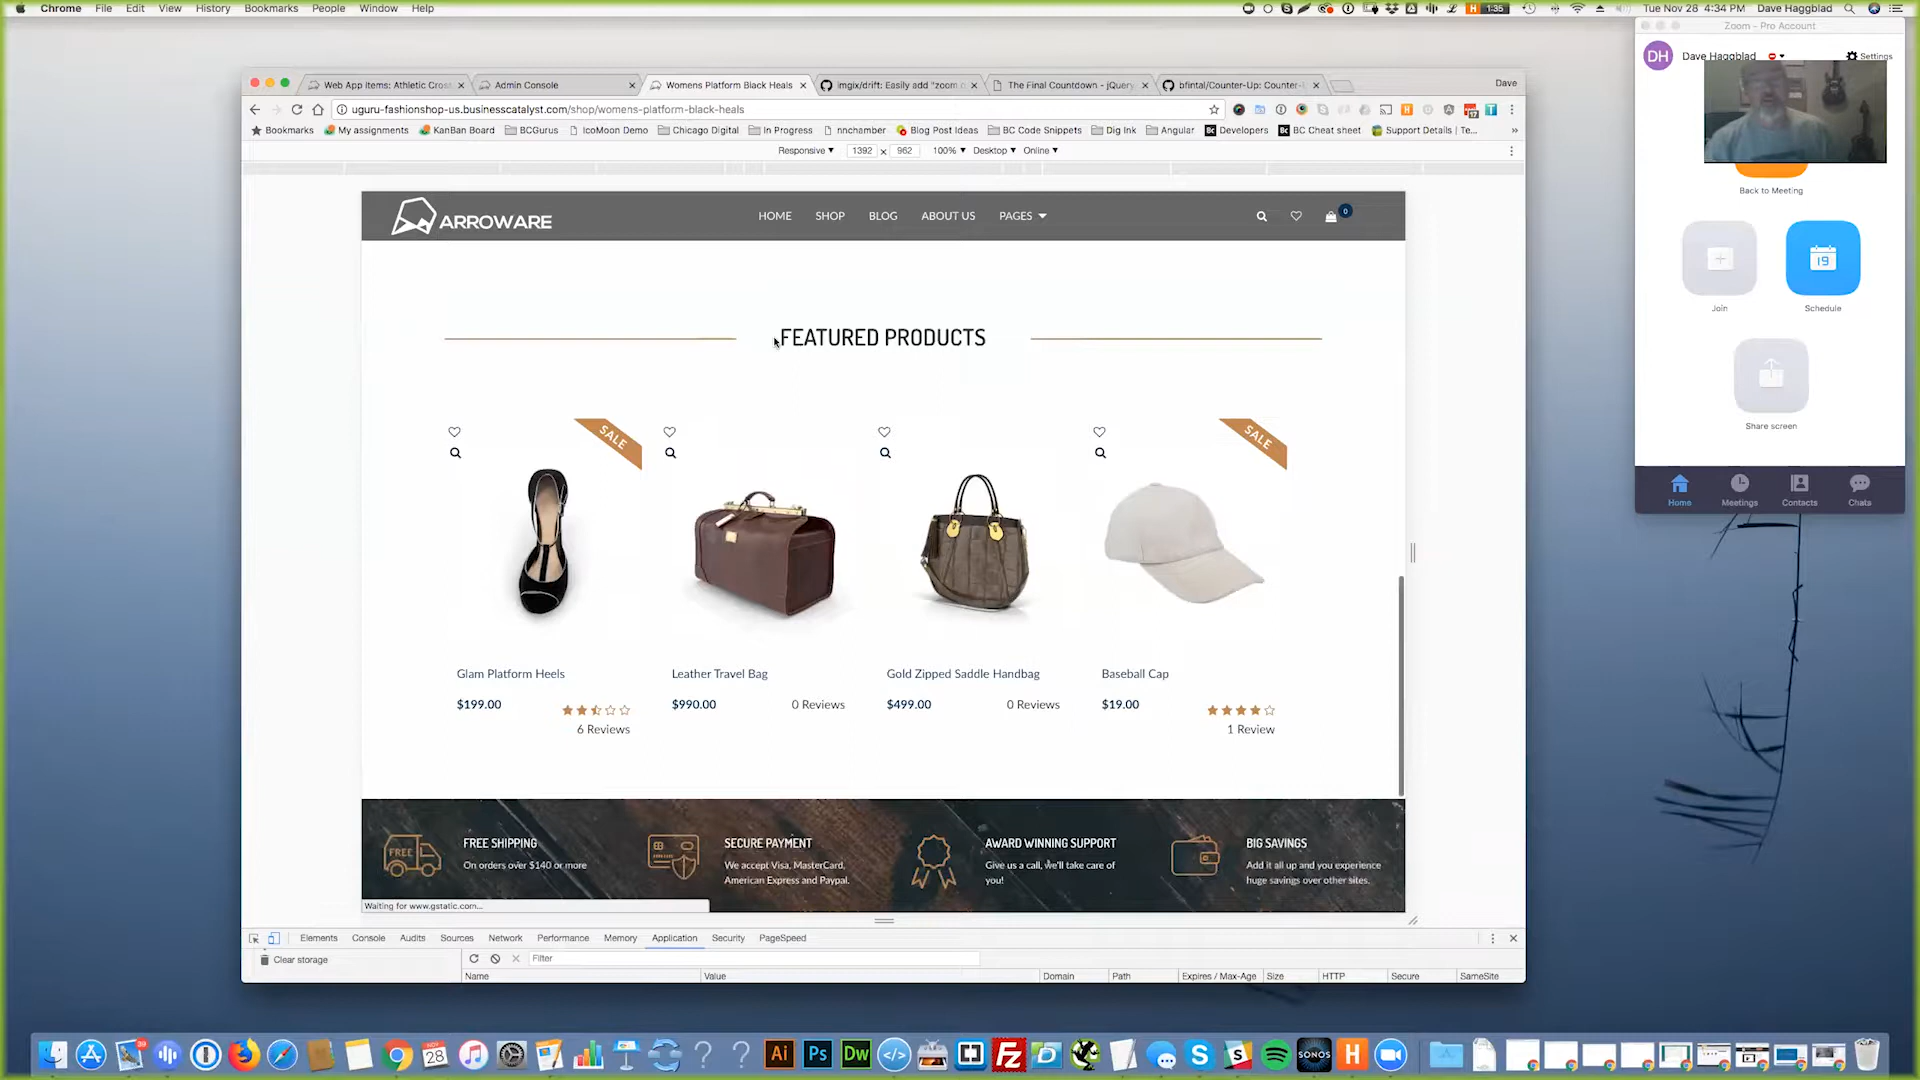 Chrome File Edit View History Bookmarks People Window Help
1:35 Tue Nov 28 4:34 PM Dave Haggblad
Zoom - Pro Account
DH Dave Haggblad Settings
Back to Meeting
19
Join Schedule
Share screen
Home Meetings Contacts Chats
Web App Items: Athletic Cros Admin Console Womens Platform Black Heals imgix/drift: Easily add "zoom o The Final Countdown - jQuery bfintal/Counter-Up: Counter- Dave
uguru-fashionshop-us.businesscatalyst.com/shop/womens-platform-black-heals
Bookmarks My assignments KanBan Board BCGurus IcoMoon Demo Chicago Digital In Progress nnchamber Blog Post Ideas BC Code Snippets Dig Ink Angular Developers BC Cheat sheet Support Details | Te... »
Responsive 1392 x 962 100% Desktop Online
ARROWARE HOME SHOP BLOG ABOUT US PAGES 0
FEATURED PRODUCTS
SALE SALE
Glam Platform Heels Leather Travel Bag Gold Zipped Saddle Handbag Baseball Cap
$199.00 $990.00 0 Reviews $499.00 0 Reviews $19.00
6 Reviews 1 Review
FREE
FREE SHIPPING SECURE PAYMENT AWARD WINNING SUPPORT BIG SAVINGS
On orders over $140 or more We accept Visa, MasterCard, Give us a call, we'll take care of Add it all up and you experience
American Express and Paypal. you! huge savings over other sites.
Waiting for www.gstatic.com...
Elements Console Audits Sources Network Performance Memory Application Security PageSpeed
Clear storage Filter
Name Value Domain Path Expires / Max-Age Size HTTP Secure SameSite
28 Ai Ps Dw FZ S SONOS H